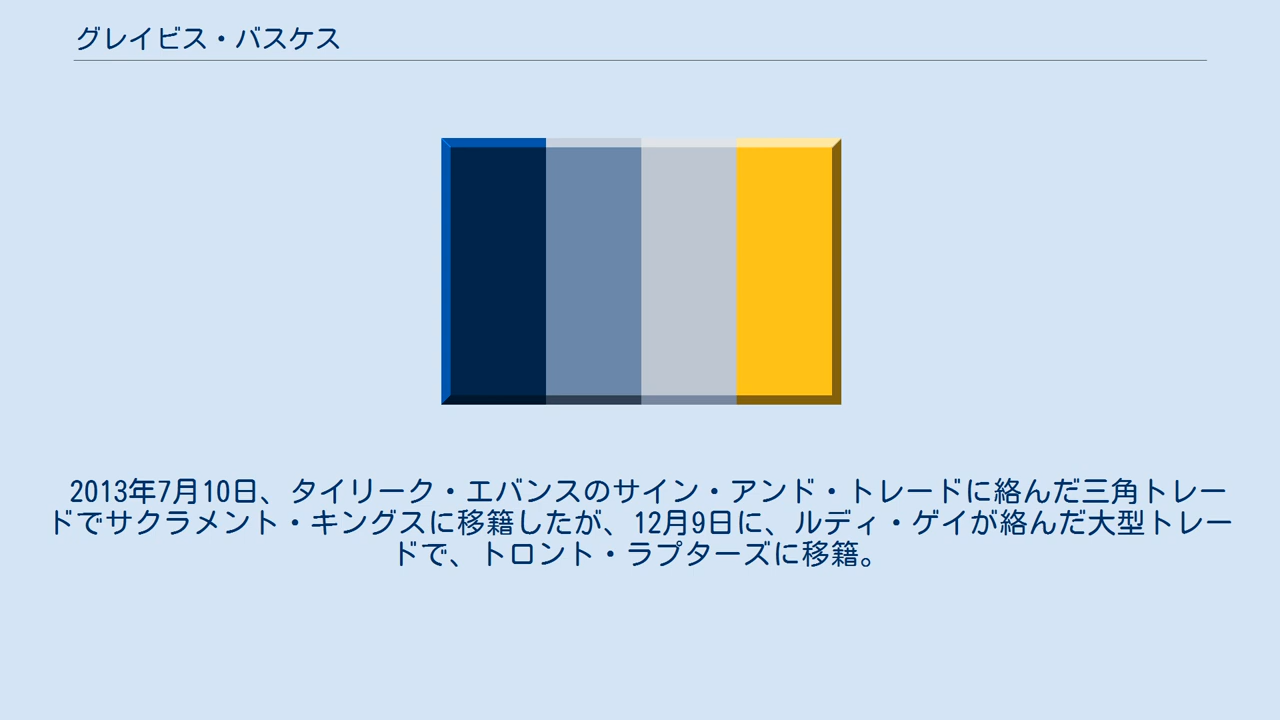 グレイビス・バスケス
2013年7月10日、タイリーク・エバンスのサイン・アンド・トレードに絡んだ三角トレー
ドでサクラメント・キングスに移籍したが、12月9日に、ルディ・ゲイが絡んだ大型トレー
ドで、トロント・ラプターズに移籍。